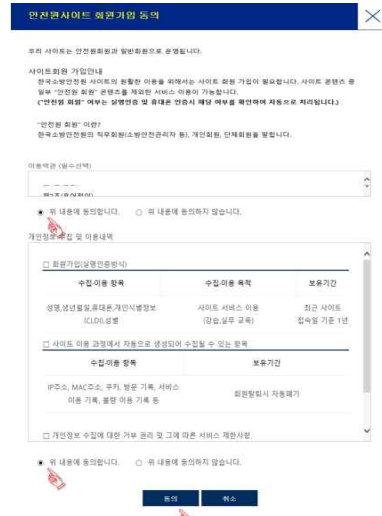 안전원사이트 회원가입 동의
우리 사이트는 안전원회원과 일반회원으로 운영됩니다.
사이트회원 가입안내
한국소방안전원 사이트의 원활한 이용을 위해서는 사이트 회원 가입이 필요합니다. 사이트 콘텐츠 중
일부 "안전원 회원" 콘텐츠를 제외한 서비스 이용이 가능합니다.
("안전원 회원" 여부는 실명인증 및 휴대폰 인증시 해당 여부를 확인하여 자동으로 처리됩니다.)
"안전원 회원" 이란?
한국소방안전원의 직무회원(소방안전관리자 등), 개인회원, 단체회원을 말합니다.
이용약관 (필수선택)
위 내용에 동의합니다. 위 내용에 동의하지 않습니다.
개인정보 수집 및 이용내역
□ 회원가입(실명인증방식)
수집·이용 항목 수집·이용 목적 보유기간
성명,생년월일,휴대폰,개인식별정보 사이트 서비스 이용 최근 사이트
(CI,DI),성별 (강습,실무 교육) 접속일 기준 1년
□ 사이트 이용 과정에서 자동으로 생성되어 수집될 수 있는 항목
수집·이용 항목 보유기간
IP주소, MAC주소, 쿠키, 방문 기록, 서비스 회원탈퇴시 자동폐기
이용 기록, 불량 이용 기록 등
□ 개인정보 수집에 대한 거부 권리 및 그에 따른 서비스 제한사항
위 내용에 동의합니다. 위 내용에 동의하지 않습니다.
동의 취소